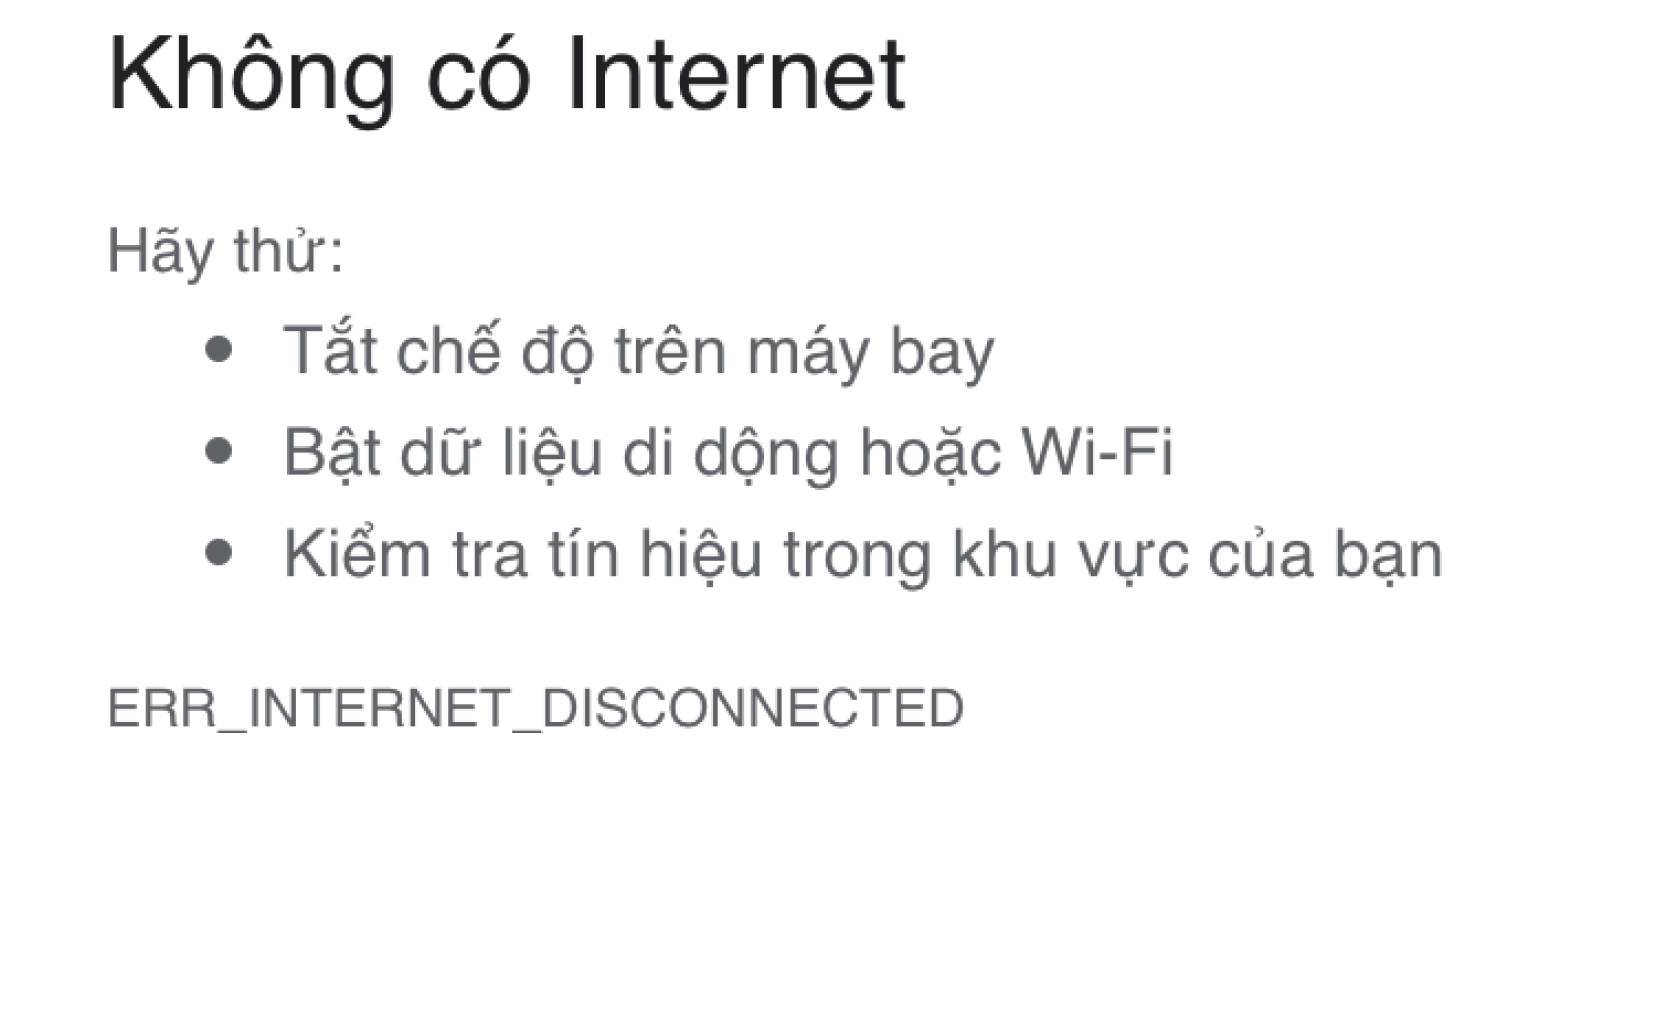 Không có Internet
Hãy thử:
• Tắt chế độ trên máy bay
• Bật dữ liệu di dộng hoặc Wi-Fi
• Kiểm tra tín hiệu trong khu vực của bạn
ERR_INTERNET_DISCONNECTED